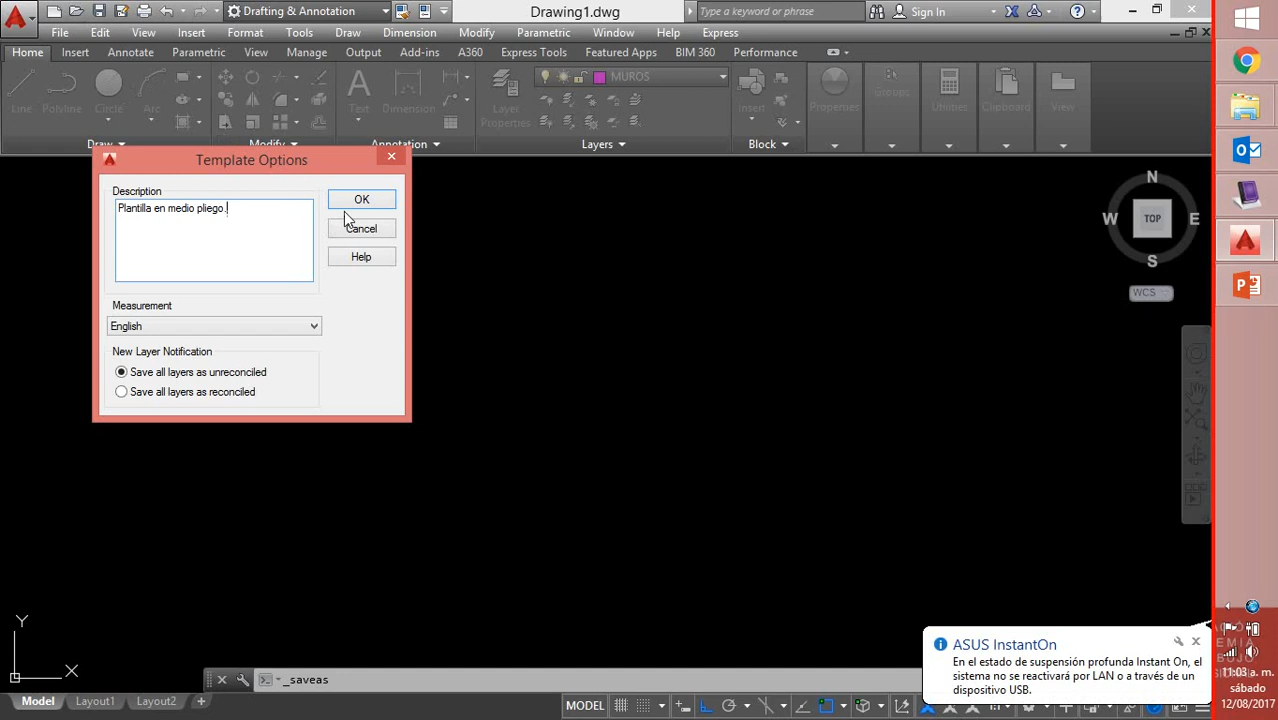 Drafting & Annotation
Drawing1.dwg
Type a keyword or phrase
Sign In
File Edit View Insert Format Tools Draw Dimension Modify Parametric Window Help Express
Home Insert Annotate Parametric View Manage Output Add-ins A360 Express Tools Featured Apps BIM 360 Performance
MUROS
Line Polyline Circle Arc Text Dimension Layer Properties Insert Properties Groups Utilities Clipboard View
Draw Modify Annotation Layers Block
Template Options
Description
Plantilla en medio pliego.
OK
Cancel
Help
Measurement
English
New Layer Notification
Save all layers as unreconciled
Save all layers as reconciled
N
W TOP E
S
WCS
Y
X
ASUS InstantOn
En el estado de suspensión profunda Instant On, el
sistema no se reactivará por LAN o a través de un
dispositivo USB.
_saveas
Model Layout1 Layout2 +
MODEL
11:03 a. m.
sábado
12/08/2017